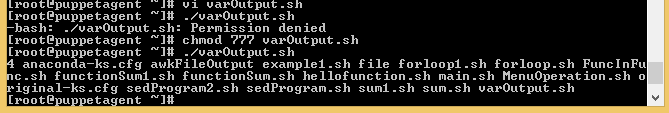 [root@puppetagent ~]# vi varOutput.sh
[root@puppetagent ~]# ./varOutput.sh
-bash: ./varOutput.sh: Permission denied
[root@puppetagent ~]# chmod 777 varOutput.sh
[root@puppetagent ~]# ./varOutput.sh
4 anaconda-ks.cfg awkFileOutput example1.sh file forloop1.sh forloop.sh FuncInFu
nc.sh functionSum1.sh functionSum.sh hellofunction.sh main.sh MenuOperation.sh o
riginal-ks.cfg sedProgram2.sh sedProgram.sh sum1.sh sum.sh varOutput.sh
[root@puppetagent ~]#